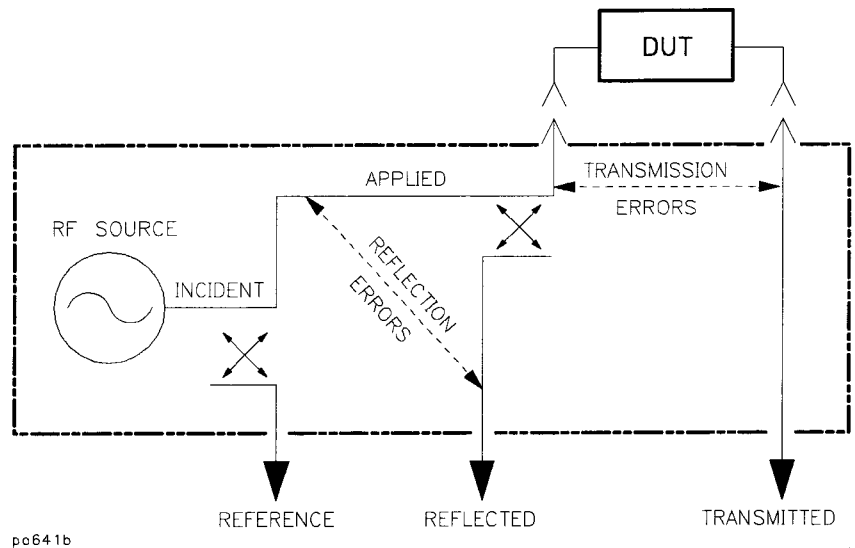 DUT
APPLIED
TRANSMISSION
ERRORS
RF SOURCE
INCIDENT
REFLECTION
ERRORS
REFERENCE
REFLECTED
TRANSMITTED
po641b